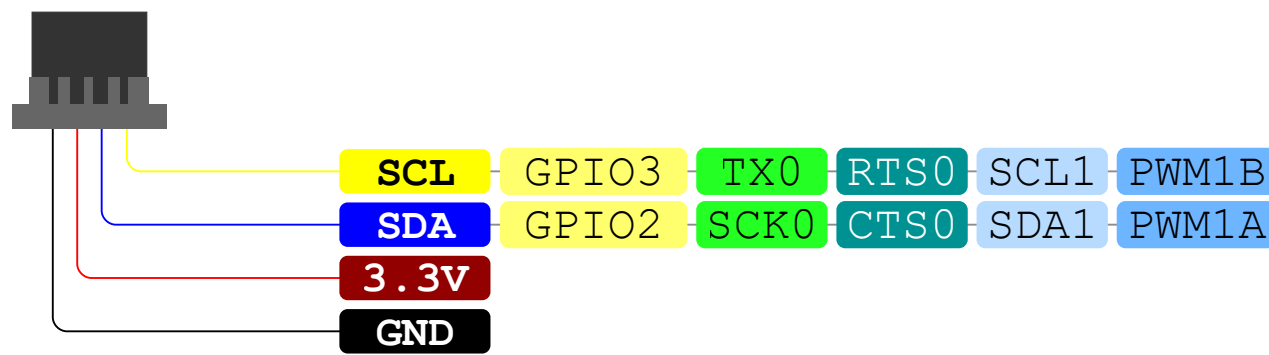 SCL GPIO3 TX0 RTS0 SCL1 PWM1B
SDA GPIO2 SCK0 CTS0 SDA1 PWM1A
3.3V
GND